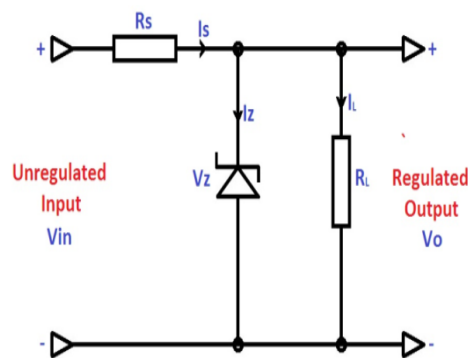 Rs
Is
+
+
Iz
IL
Unregulated
Input
Vin
Vz
RL
Regulated
Output
Vo
-
-